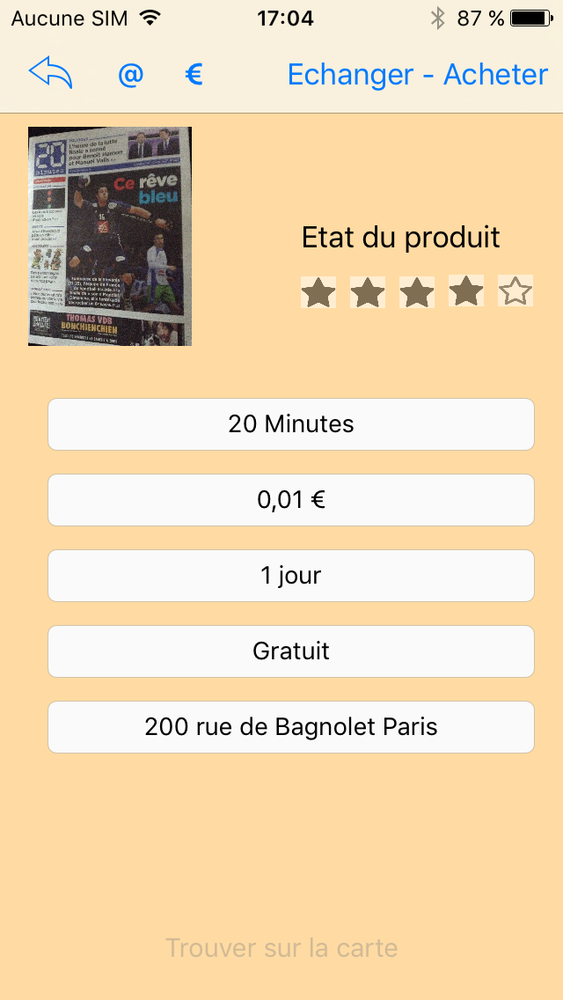 Aucune SIM 17:04 87 %
@ € Echanger - Acheter
20
minutes
L'heure de la lutte
finale a sonné
pour Benoît Hamon
et Manuel Valls
Ce rêve
bleu
THOMAS VDB
BONCHIENCHIEN
Etat du produit
20 Minutes
0,01 €
1 jour
Gratuit
200 rue de Bagnolet Paris
Trouver sur la carte